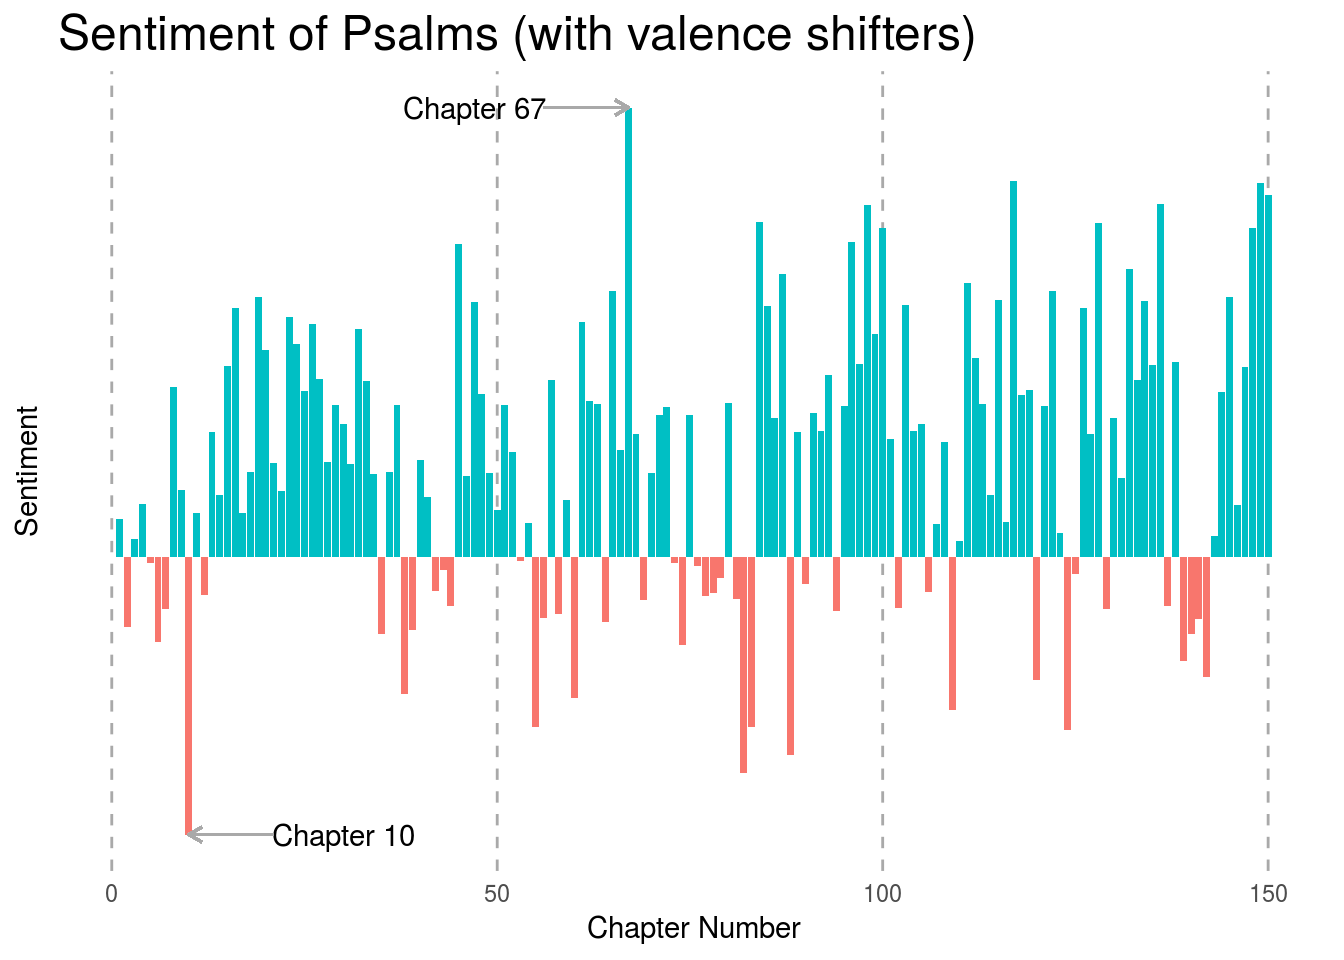 Sentiment of Psalms (with valence shifters)
Chapter 67
Sentiment
Chapter 10
0 50 100 150
Chapter Number